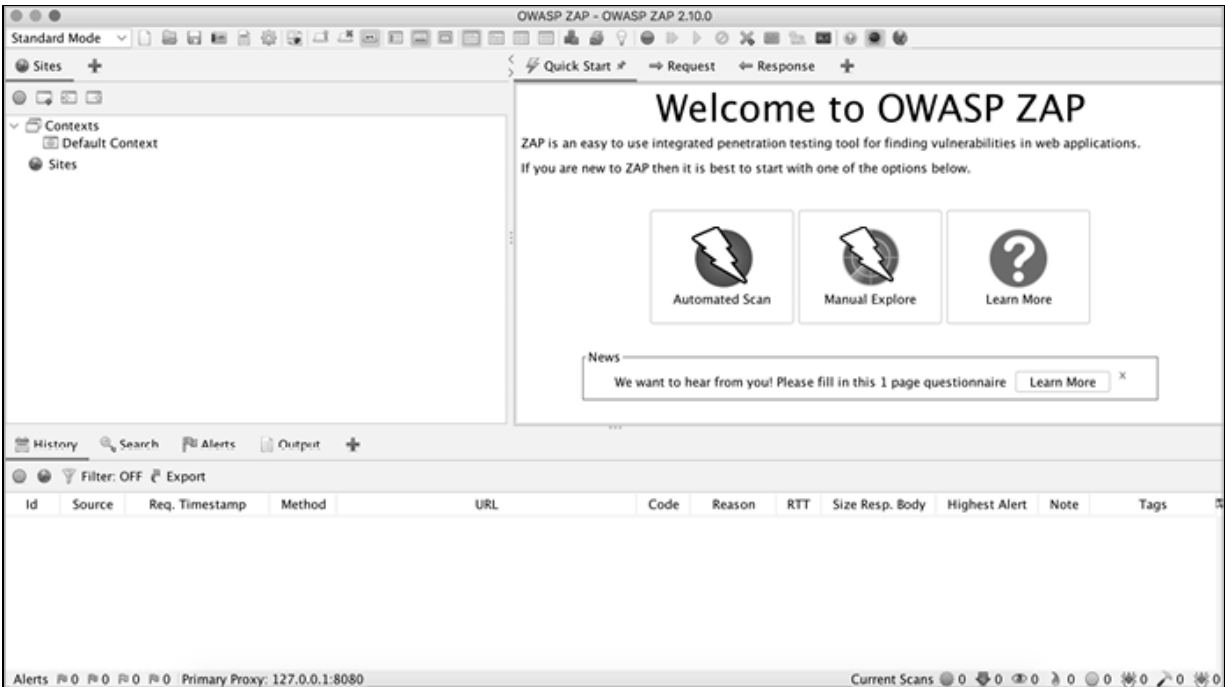 OWASP ZAP - OWASP ZAP 2.10.0
Standard Mode
Sites
Quick Start
Request
Response
Contexts
Default Context
Sites
Welcome to OWASP ZAP
ZAP is an easy to use integrated penetration testing tool for finding vulnerabilities in web applications.
If you are new to ZAP then it is best to start with one of the options below.
Automated Scan
Manual Explore
Learn More
News
We want to hear from you! Please fill in this 1 page questionnaire Learn More x
History Search Alerts Output
Filter: OFF Export
Id Source Req. Timestamp Method URL Code Reason RTT Size Resp. Body Highest Alert Note Tags
Alerts 0 0 0 0 Primary Proxy: 127.0.0.1:8080 Current Scans 0 0 0 0 0 0 0 0